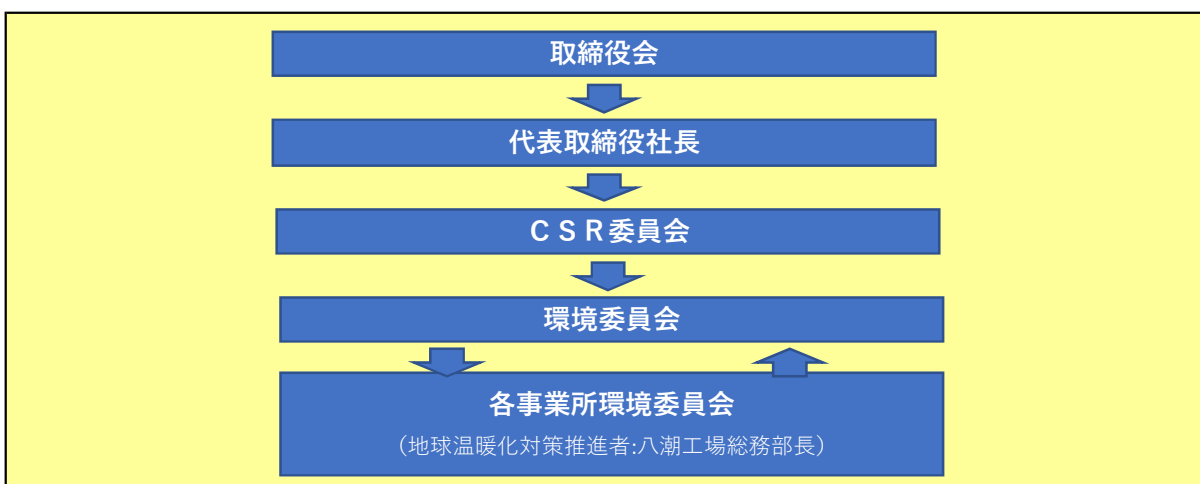 取締役会
代表取締役社長
ＣＳＲ委員会
環境委員会
各事業所環境委員会
（地球温暖化対策推進者:八潮工場総務部長）